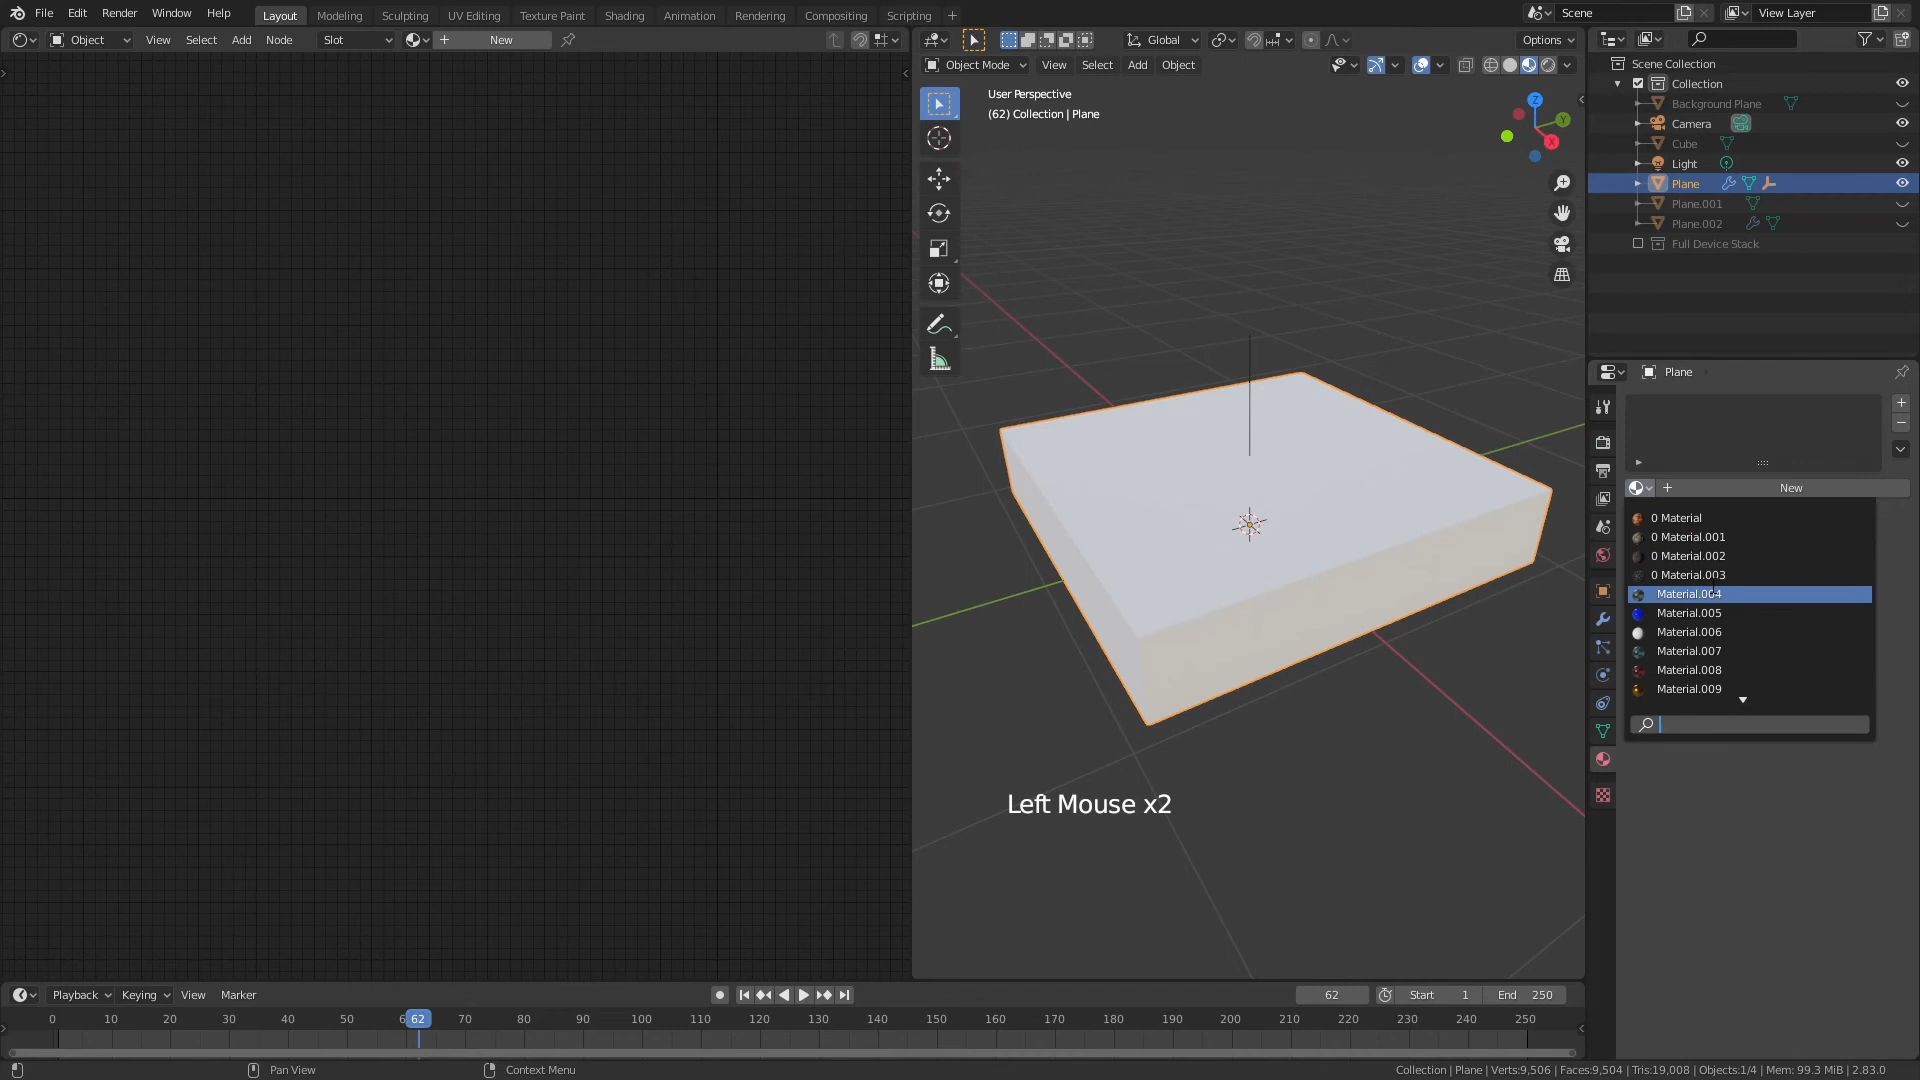 File Edit Render Window Help Layout Modeling Sculpting UV Editing Texture Paint Shading Animation Rendering Compositing Scripting + Scene View Layer
Object View Select Add Node Slot New Global Options
Object Mode View Select Add Object
User Perspective
(62) Collection | Plane
Z
Y
X
Scene Collection
Collection
Background Plane
Camera
Cube
Light
Plane
Plane.001
Plane.002
Full Device Stack
Plane
New
0 Material
0 Material.001
0 Material.002
0 Material.003
Material.004
Material.005
Material.006
Material.007
Material.008
Material.009
Left Mouse x2
Playback Keying View Marker 62 Start 1 End 250
0 10 20 30 40 50 62 70 80 90 100 110 120 130 140 150 160 170 180 190 200 210 220 230 240 250
Pan View Context Menu Collection | Plane | Verts:9,506 | Faces:9,504 | Tris:19,008 | Objects:1/4 | Mem: 99.3 MiB | 2.83.0